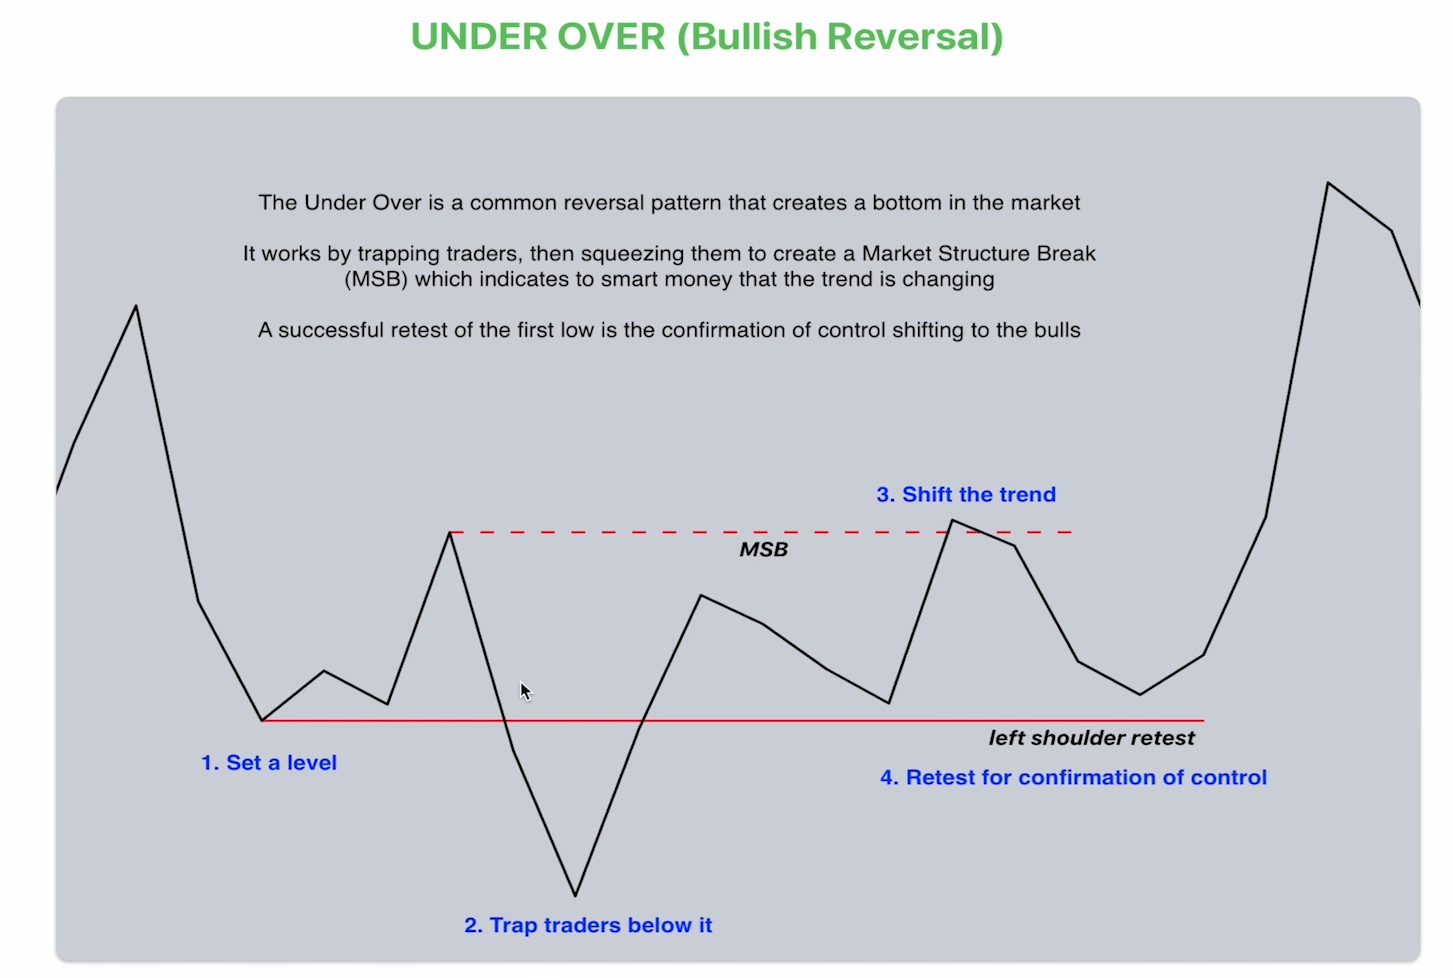 UNDER OVER (Bullish Reversal)
The Under Over is a common reversal pattern that creates a bottom in the market
It works by trapping traders, then squeezing them to create a Market Structure Break
(MSB) which indicates to smart money that the trend is changing
A successful retest of the first low is the confirmation of control shifting to the bulls
3. Shift the trend
MSB
left shoulder retest
1. Set a level
4. Retest for confirmation of control
2. Trap traders below it